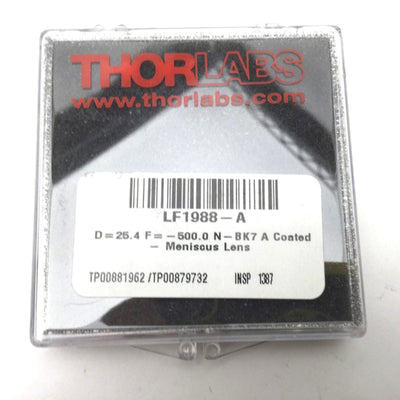 THORLABS
www.thorlabs.com
LF1988-A
D=25.4 F= -500.0 N-BK7 A Coated
- Meniscus Lens
TP00881962 /TP00879732 INSP 1387